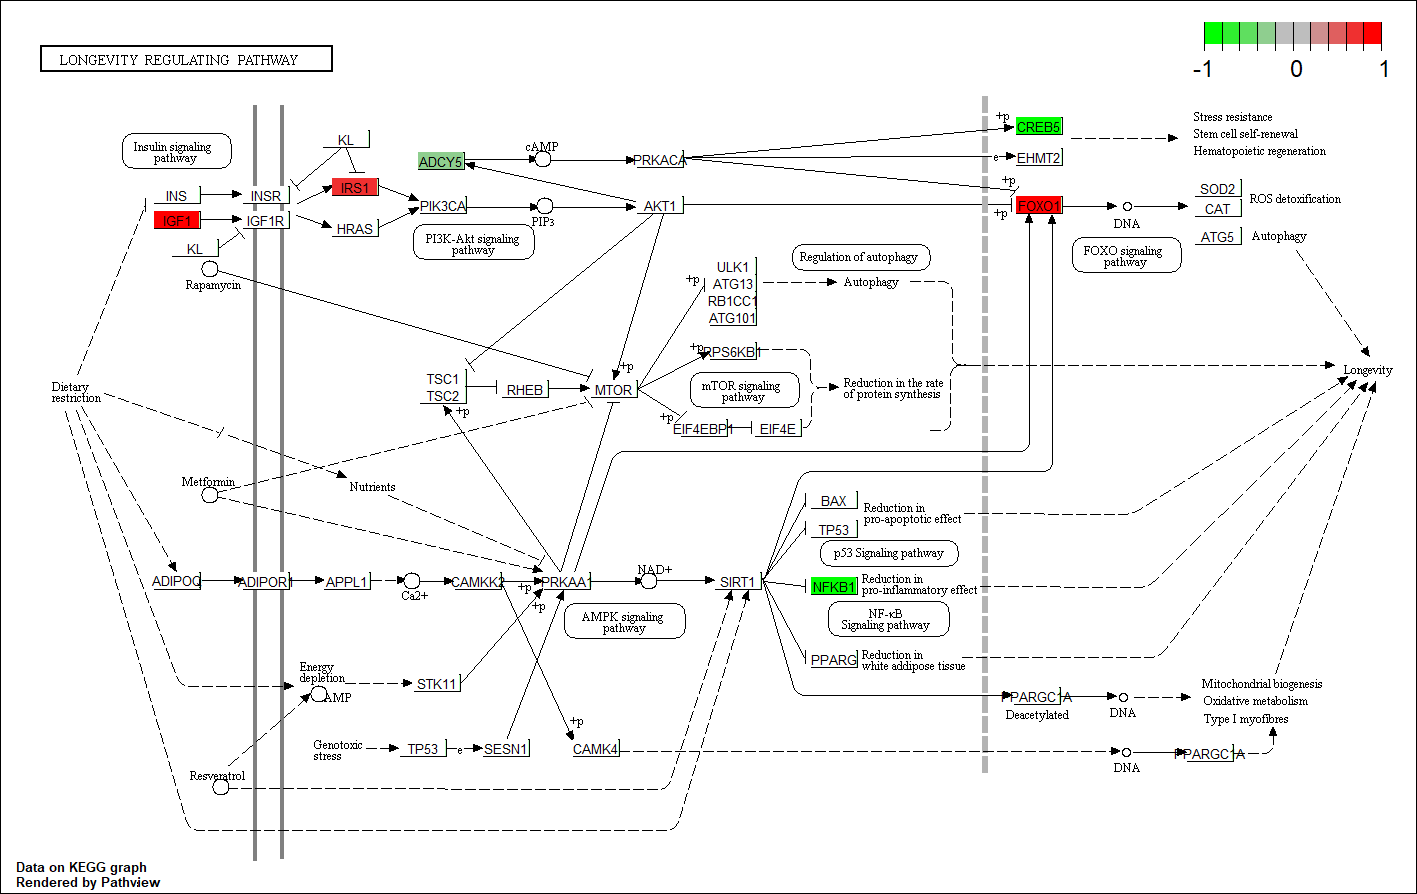 LONGEVITY REGULATING PATHWAY
-1 0 1
Insulin signaling
pathway
KL
INS
INSR
IRS1
IGF1
IGF1R
HRAS
KL
Rapamycin
ADCY5
cAMP
PRKACA
PIK3CA
PIP3
AKT1
PI3K-Akt signaling
pathway
+p
CREB5
e
EHMT2
+p
+p
FOXO1
DNA
FOXO signaling
pathway
Stress resistance
Stem cell self-renewal
Hematopoietic regeneration
SOD2
CAT
ROS detoxification
ATG5
Autophagy
ULK1
ATG13
RB1CC1
ATG101
+p
Regulation of autophagy
Autophagy
+p
RPS6KB1
+p
TSC1
TSC2
+p
RHEB
MTOR
mTOR signaling
pathway
Reduction in the rate
of protein synthesis
+p
EIF4EBP1
EIF4E
Longevity
Dietary
restriction
Metformin
Nutrients
BAX
Reduction in
pro-apoptotic effect
TP53
p53 Signaling pathway
ADIPOQ
ADIPOR1
APPL1
Ca2+
CAMKK2
+p
+p
PRKAA1
NAD+
SIRT1
NFKB1
Reduction in
pro-inflammatory effect
AMPK signaling
pathway
NF-κB
Signaling pathway
PPARG
Reduction in
white addipose tissue
Energy
depletion
AMP
STK11
PPARGC1A
Deacetylated
DNA
Mitochondrial biogenesis
Oxidative metabolism
Type I myofibres
Genotoxic
stress
TP53
e
SESN1
+p
CAMK4
DNA
PPARGC1A
Resveratrol
Data on KEGG graph
Rendered by Pathview